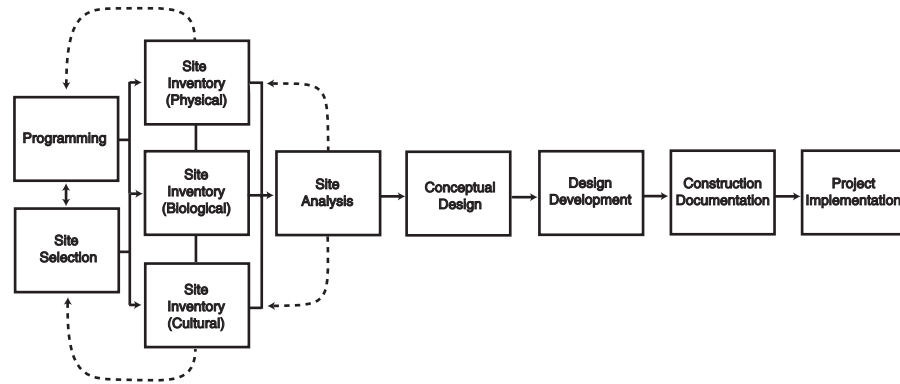 Programming
Site
Selection
Site
Inventory
(Physical)
Site
Inventory
(Biological)
Site
Inventory
(Cultural)
Site
Analysis
Conceptual
Design
Design
Development
Construction
Documentation
Project
Implementation